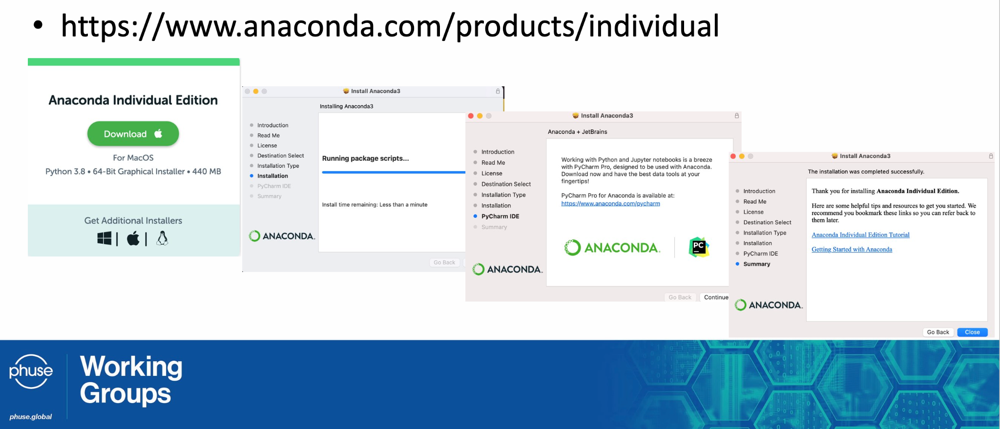 • https://www.anaconda.com/products/individual
Anaconda Individual Edition
Download
For MacOS
Python 3.8 • 64-Bit Graphical Installer • 440 MB
Get Additional Installers
Install Anaconda3
Installing Anaconda3
Introduction
Read Me
License
Destination Select
Installation Type
Installation
PyCharm IDE
Summary
Running package scripts...
Install time remaining: Less than a minute
ANACONDA.
Go Back
Install Anaconda3
Anaconda + JetBrains
Introduction
Read Me
License
Destination Select
Installation Type
Installation
PyCharm IDE
Summary
Working with Python and Jupyter notebooks is a breeze
with PyCharm Pro, designed to be used with Anaconda.
Download now and have the best data tools at your
fingertips!
PyCharm Pro for Anaconda is available at:
https://www.anaconda.com/pycharm
ANACONDA.
PC
ANACONDA.
Go Back
Continue
Install Anaconda3
The installation was completed successfully.
Introduction
Read Me
License
Destination Select
Installation Type
Installation
PyCharm IDE
Summary
Thank you for installing Anaconda Individual Edition.
Here are some helpful tips and resources to get you started. We
recommend you bookmark these links so you can refer back to
them later.
Anaconda Individual Edition Tutorial
Getting Started with Anaconda
ANACONDA.
Go Back
Close
phuse
Working
Groups
phuse.global